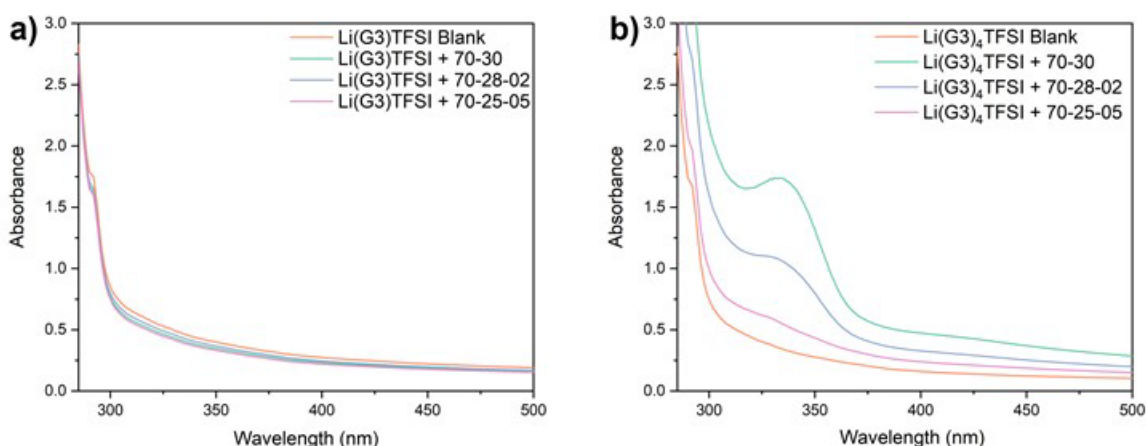 a)
3.0
2.5
2.0
1.5
1.0
0.5
0.0
Absorbance
300
350
400
450
500
Wavelength (nm)
Li(G3)TFSI Blank
Li(G3)TFSI + 70-30
Li(G3)TFSI + 70-28-02
Li(G3)TFSI + 70-25-05
b)
3.0
2.5
2.0
1.5
1.0
0.5
0.0
Absorbance
300
350
400
450
500
Wavelength (nm)
Li(G3)₄TFSI Blank
Li(G3)₄TFSI + 70-30
Li(G3)₄TFSI + 70-28-02
Li(G3)₄TFSI + 70-25-05